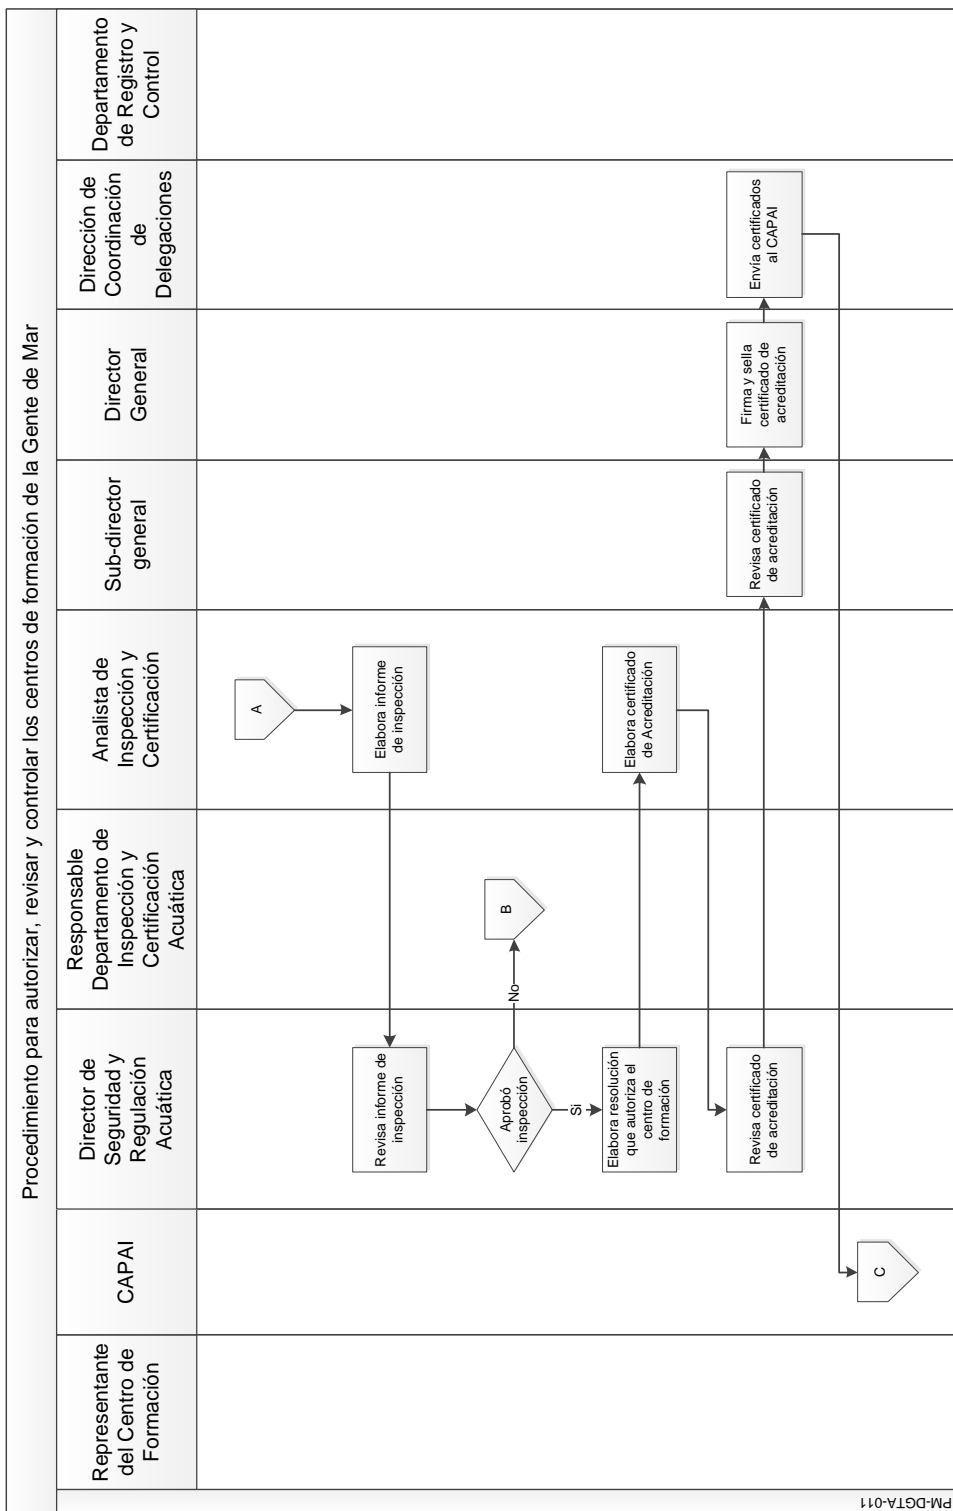 Procedimiento para autorizar, revisar y controlar los centros de formación de la Gente de Mar
Representante
del Centro de
Formación
CAPAI
Director de
Seguridad y
Regulación
Acuática
Responsable
Departamento de
Inspección y
Certificación
Acuática
Analista de
Inspección y
Certificación
Sub-director
general
Director
General
Dirección de
Coordinación
de
Delegaciones
Departamento
de Registro y
Control
A
Elabora informe
de inspección
Revisa informe de
inspección
Aprobó
inspección
No
B
Si
Elabora resolución
que autoriza el
centro de
formación
Elabora certificado
de Acreditación
Revisa certificado
de acreditación
Revisa certificado
de acreditación
Firma y sella
certificado de
acreditación
Envía certificados
al CAPAI
C
PM-DGTA-011